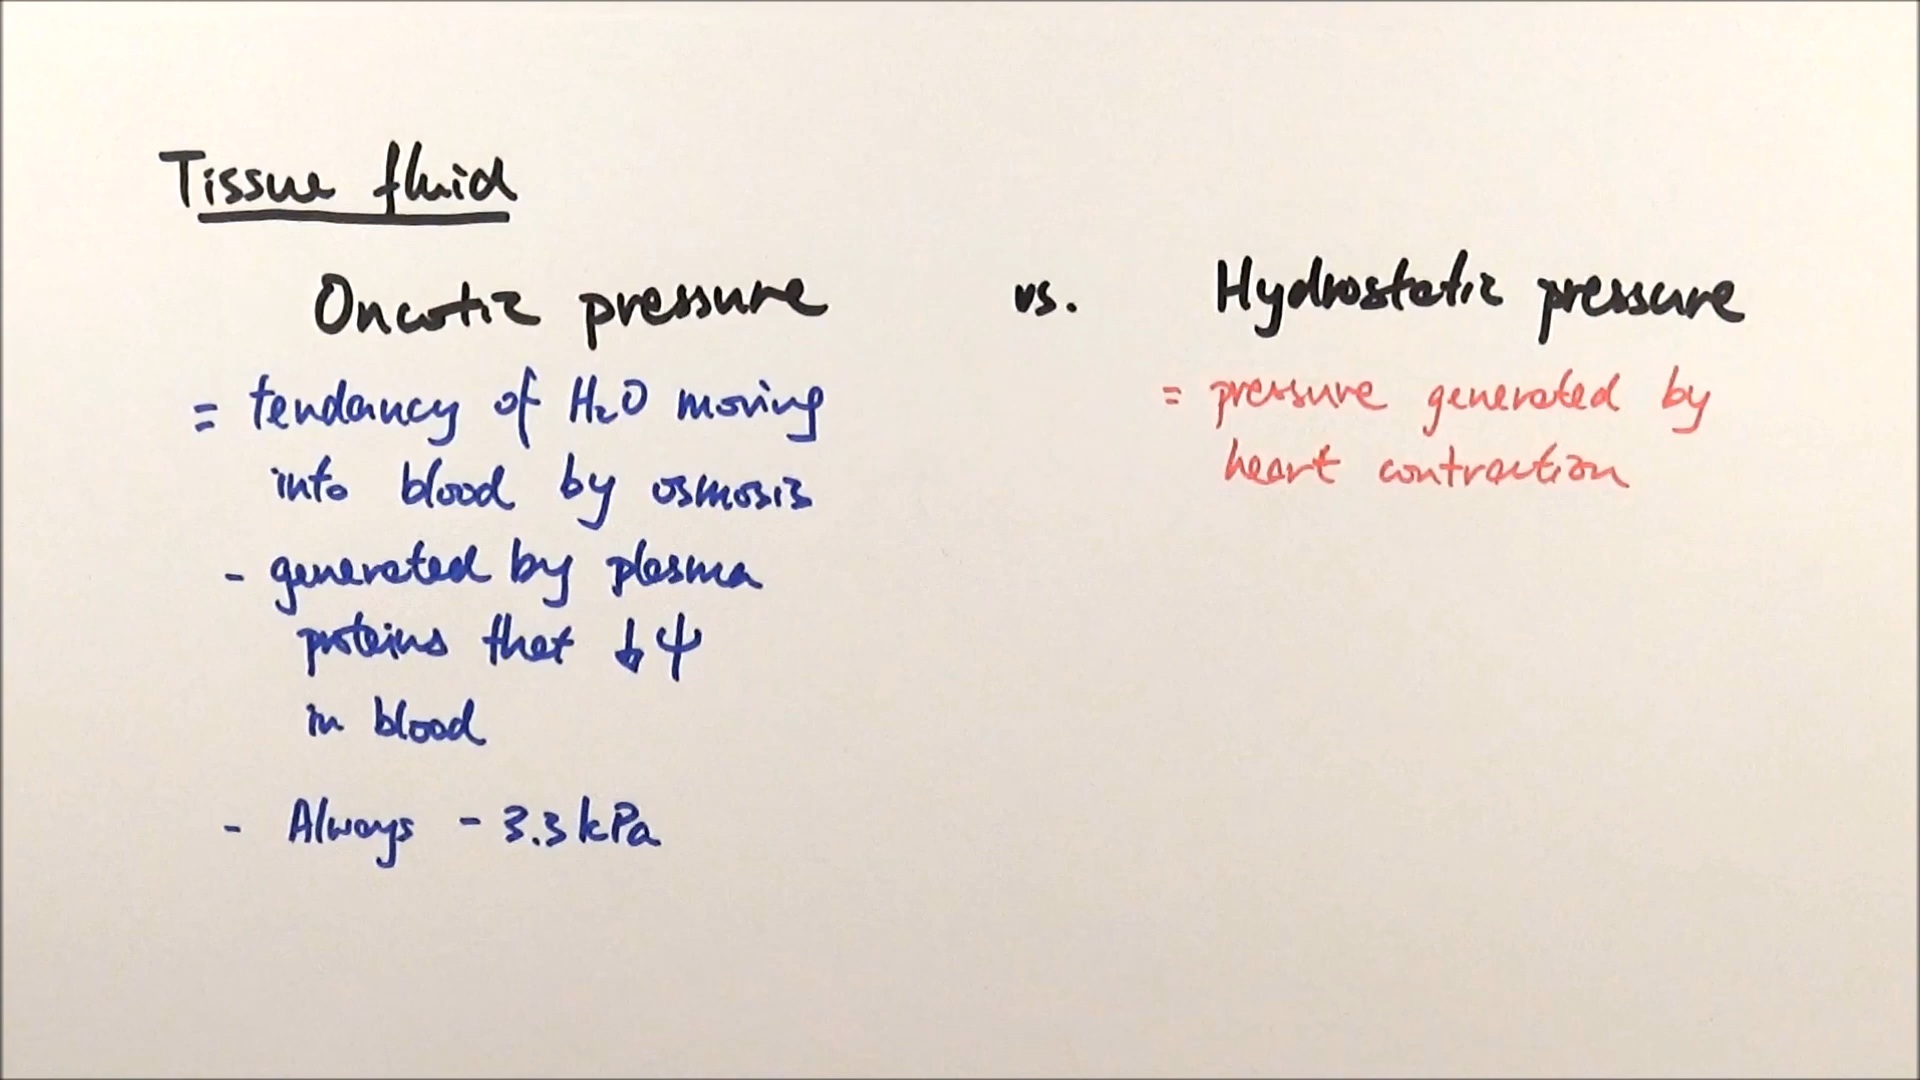 Tissue fluid
Oncotic pressure vs. Hydrostatic pressure
= tendancy of H₂O moving
into blood by osmosis
- generated by plasma
proteins that ↓ Ψ
in blood
- Always - 3.3 kPa
= pressure generated by
heart contraction